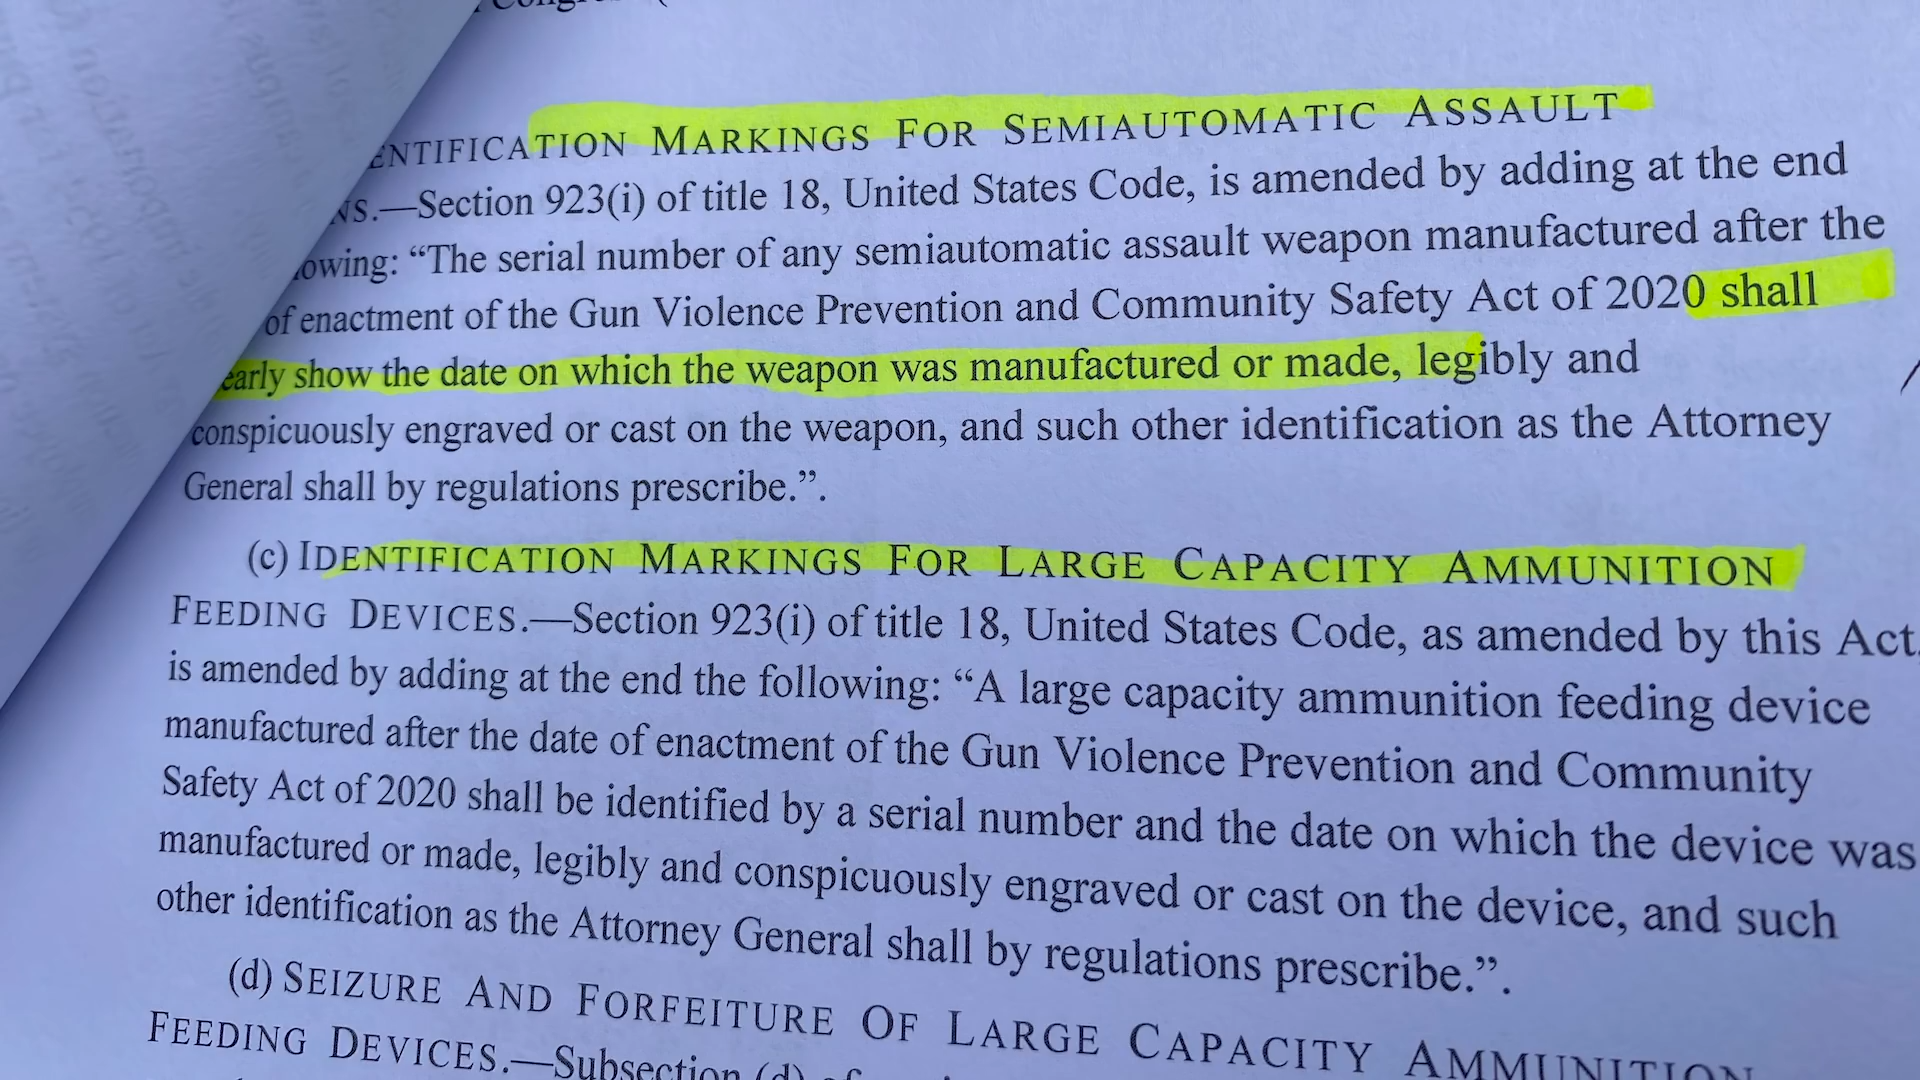 ENTIFICATION MARKINGS FOR SEMIAUTOMATIC ASSAULT
NS.—Section 923(i) of title 18, United States Code, is amended by adding at the end
owing: “The serial number of any semiautomatic assault weapon manufactured after the
of enactment of the Gun Violence Prevention and Community Safety Act of 2020 shall
early show the date on which the weapon was manufactured or made, legibly and
conspicuously engraved or cast on the weapon, and such other identification as the Attorney
General shall by regulations prescribe.”.
(c) IDENTIFICATION MARKINGS FOR LARGE CAPACITY AMMUNITION
FEEDING DEVICES.—Section 923(i) of title 18, United States Code, as amended by this Act,
is amended by adding at the end the following: “A large capacity ammunition feeding device
manufactured after the date of enactment of the Gun Violence Prevention and Community
Safety Act of 2020 shall be identified by a serial number and the date on which the device was
manufactured or made, legibly and conspicuously engraved or cast on the device, and such
other identification as the Attorney General shall by regulations prescribe.”.
(d) SEIZURE AND FORFEITURE OF LARGE CAPACITY AMMUNITION
FEEDING DEVICES.—Subsection (d) of